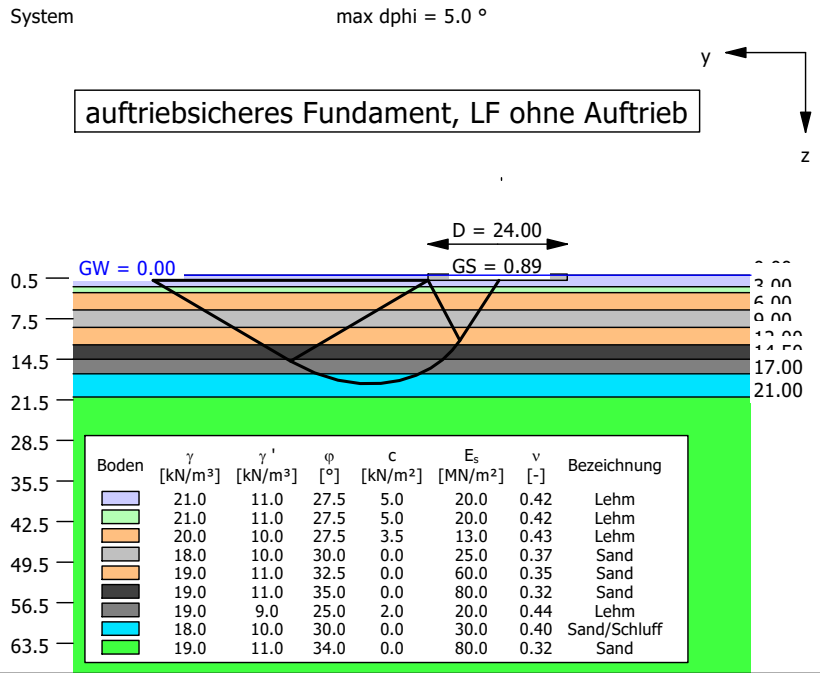 System max dphi = 5.0 °
y
auftriebsicheres Fundament, LF ohne Auftrieb
z
D = 24.00
GW = 0.00 GS = 0.89
0.5
3.00
6.00
7.5 9.00
14.5
17.00
21.00
21.5
28.5
35.5
42.5
49.5
56.5
63.5
Boden γ [kN/m³] γ ' [kN/m³] φ [°] c [kN/m²] Es [MN/m²] ν [-] Bezeichnung
21.0 11.0 27.5 5.0 20.0 0.42 Lehm
21.0 11.0 27.5 5.0 20.0 0.42 Lehm
20.0 10.0 27.5 3.5 13.0 0.43 Lehm
18.0 10.0 30.0 0.0 25.0 0.37 Sand
19.0 11.0 32.5 0.0 60.0 0.35 Sand
19.0 11.0 35.0 0.0 80.0 0.32 Sand
19.0 9.0 25.0 2.0 20.0 0.44 Lehm
18.0 10.0 30.0 0.0 30.0 0.40 Sand/Schluff
19.0 11.0 34.0 0.0 80.0 0.32 Sand